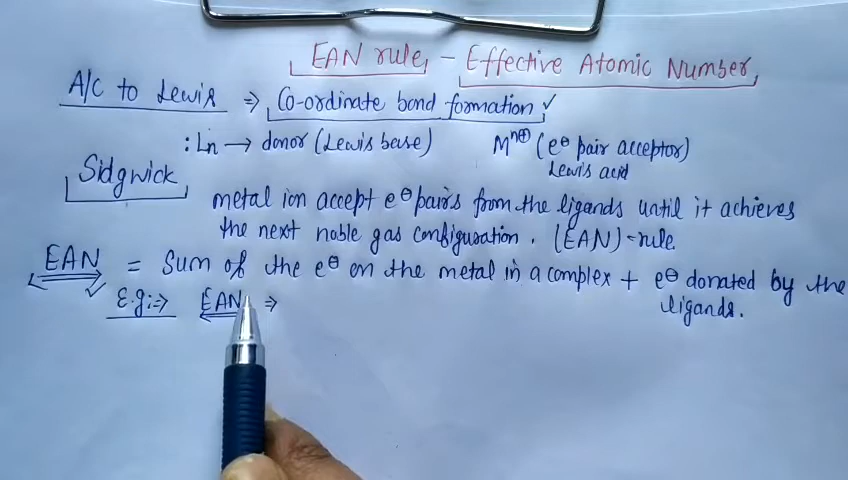 EAN rule, - Effective Atomic Number,
A/c to Lewis ⇒ Co-ordinate bond formation ✓
:Ln → donor (Lewis base) Mⁿ⊕ (e⊖ pair acceptor)
Lewis acid
Sidgwick
metal ion accept e⊖ pairs from the ligands until it achieves
the next noble gas configuration. (EAN)-rule
EAN = Sum of the e⊖ on the metal in a complex + e⊖ donated by the
ligands.
✓ E.g:⇒ EAN ⇒